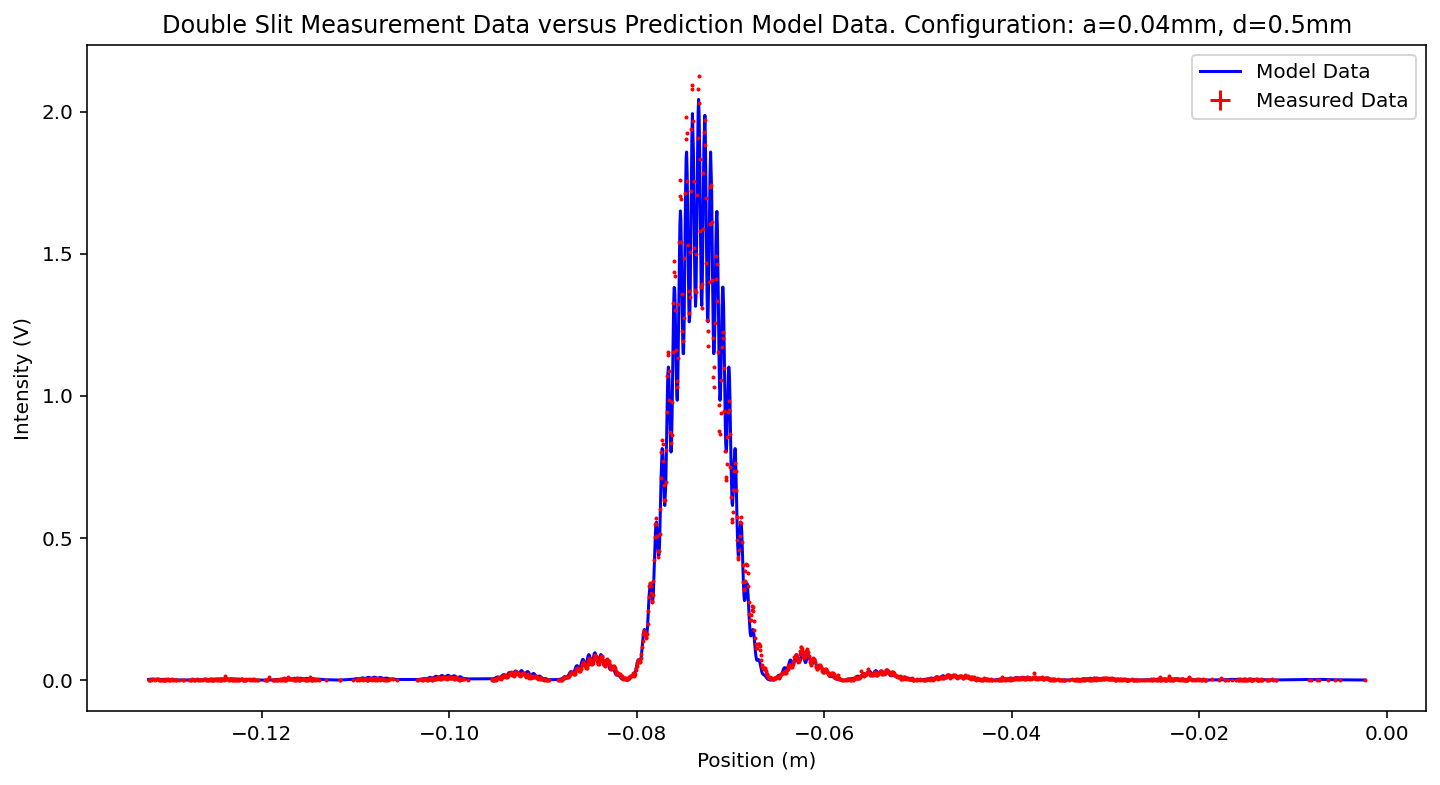 Double Slit Measurement Data versus Prediction Model Data. Configuration: a=0.04mm, d=0.5mm
Model Data
Measured Data
Intensity (V)
2.0
1.5
1.0
0.5
0.0
−0.12 −0.10 −0.08 −0.06 −0.04 −0.02 0.00
Position (m)